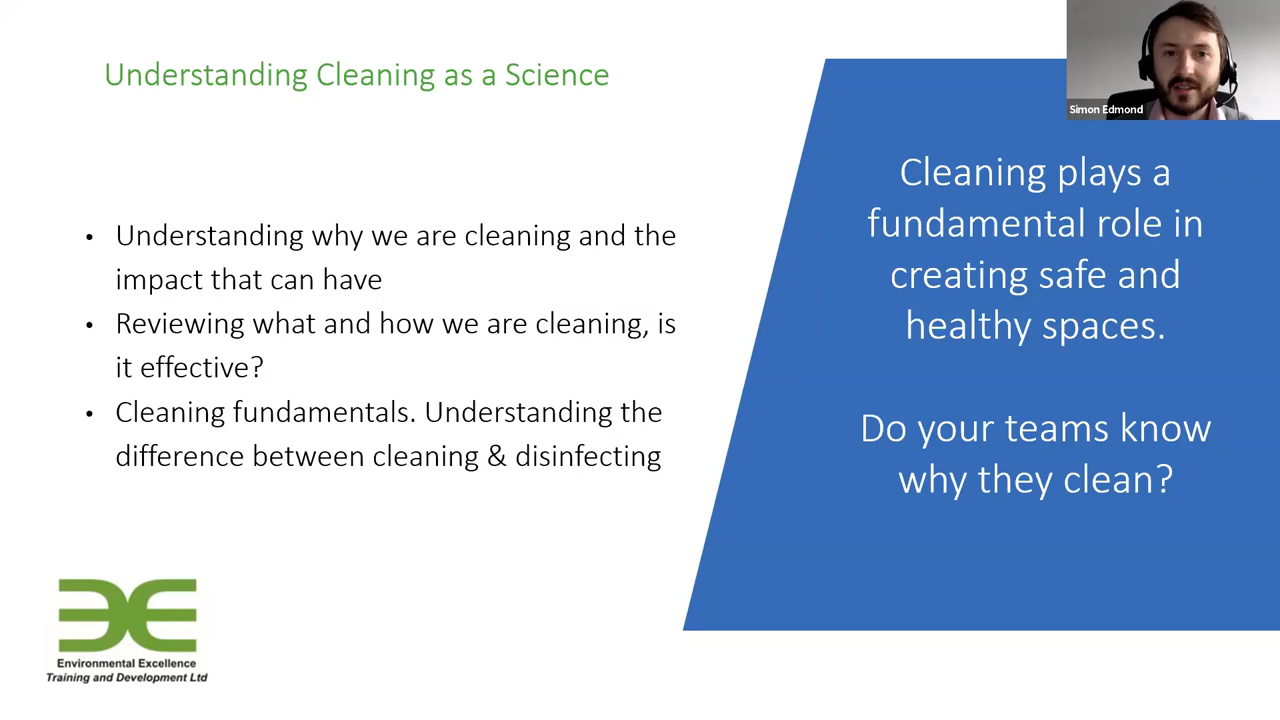 Understanding Cleaning as a Science
Simon Edmond
• Understanding why we are cleaning and the
impact that can have
• Reviewing what and how we are cleaning, is
it effective?
• Cleaning fundamentals. Understanding the
difference between cleaning & disinfecting
Cleaning plays a
fundamental role in
creating safe and
healthy spaces.
Do your teams know
why they clean?
Environmental Excellence
Training and Development Ltd